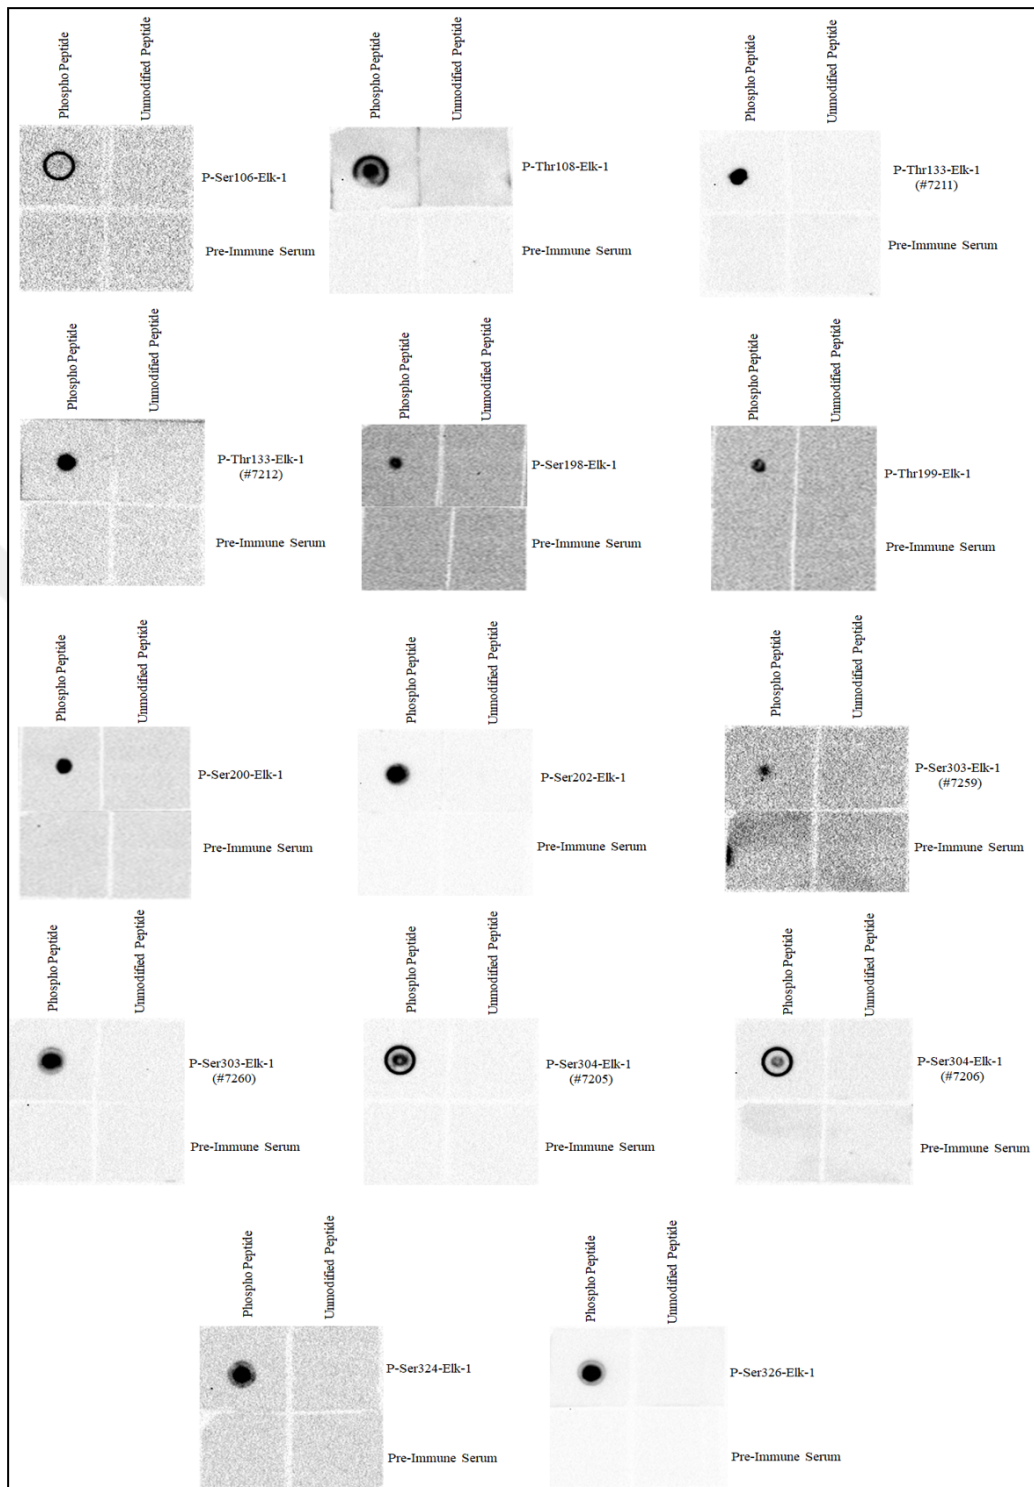 Phospho Peptide
Unmodified Peptide
Phospho Peptide
Unmodified Peptide
Phospho Peptide
Unmodified Peptide
P-Ser106-Elk-1
P-Thr108-Elk-1
P-Thr133-Elk-1
(#7211)
Pre-Immune Serum
Pre-Immune Serum
Pre-Immune Serum
Phospho Peptide
Unmodified Peptide
Phospho Peptide
Unmodified Peptide
Phospho Peptide
Unmodified Peptide
P-Thr133-Elk-1
(#7212)
P-Ser198-Elk-1
P-Thr199-Elk-1
Pre-Immune Serum
Pre-Immune Serum
Pre-Immune Serum
Phospho Peptide
Unmodified Peptide
Phospho Peptide
Unmodified Peptide
Phospho Peptide
Unmodified Peptide
P-Ser200-Elk-1
P-Ser202-Elk-1
P-Ser303-Elk-1
(#7259)
Pre-Immune Serum
Pre-Immune Serum
Pre-Immune Serum
Phospho Peptide
Unmodified Peptide
Phospho Peptide
Unmodified Peptide
Phospho Peptide
Unmodified Peptide
P-Ser303-Elk-1
(#7260)
P-Ser304-Elk-1
(#7205)
P-Ser304-Elk-1
(#7206)
Pre-Immune Serum
Pre-Immune Serum
Pre-Immune Serum
Phospho Peptide
Unmodified Peptide
Phospho Peptide
Unmodified Peptide
P-Ser324-Elk-1
P-Ser326-Elk-1
Pre-Immune Serum
Pre-Immune Serum